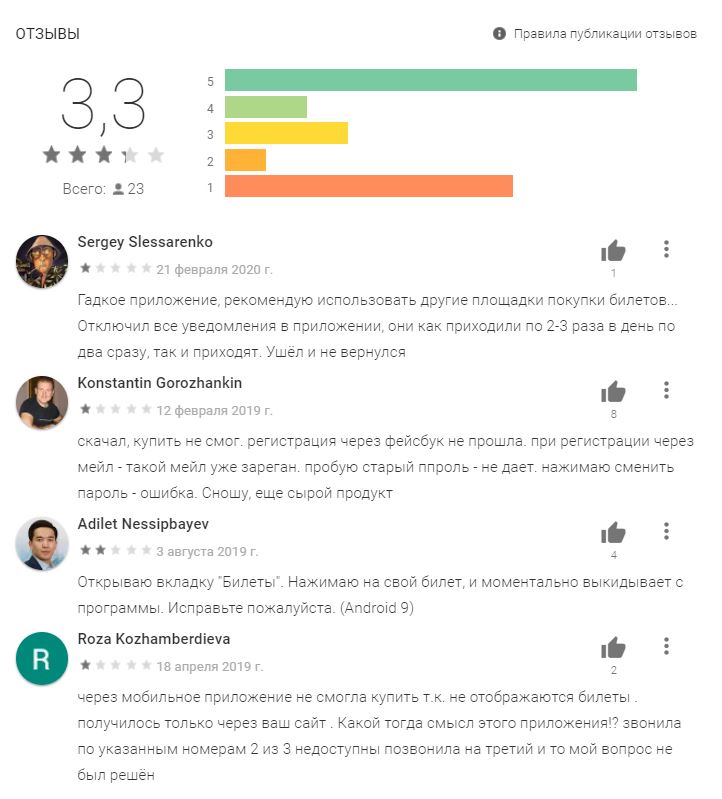 ОТЗЫВЫ
Правила публикации отзывов
3,3
Всего: 23
5
4
3
2
1
Sergey Slessarenko
21 февраля 2020 г.
1
Гадкое приложение, рекомендую использовать другие площадки покупки билетов...
Отключил все уведомления в приложении, они как приходили по 2-3 раза в день по
два сразу, так и приходят. Ушёл и не вернулся
Konstantin Gorozhankin
12 февраля 2019 г.
8
скачал, купить не смог. регистрация через фейсбук не прошла. при регистрации через
мейл - такой мейл уже зареган. пробую старый ппроль - не дает. нажимаю сменить
пароль - ошибка. Сношу, еще сырой продукт
Adilet Nessipbayev
3 августа 2019 г.
4
Открываю вкладку "Билеты". Нажимаю на свой билет, и моментально выкидывает с
программы. Исправьте пожалуйста. (Android 9)
R
Roza Kozhamberdieva
18 апреля 2019 г.
2
через мобильное приложение не смогла купить т.к. не отображаются билеты .
получилось только через ваш сайт . Какой тогда смысл этого приложения!? звонила
по указанным номерам 2 из 3 недоступны позвонила на третий и то мой вопрос не
был решён